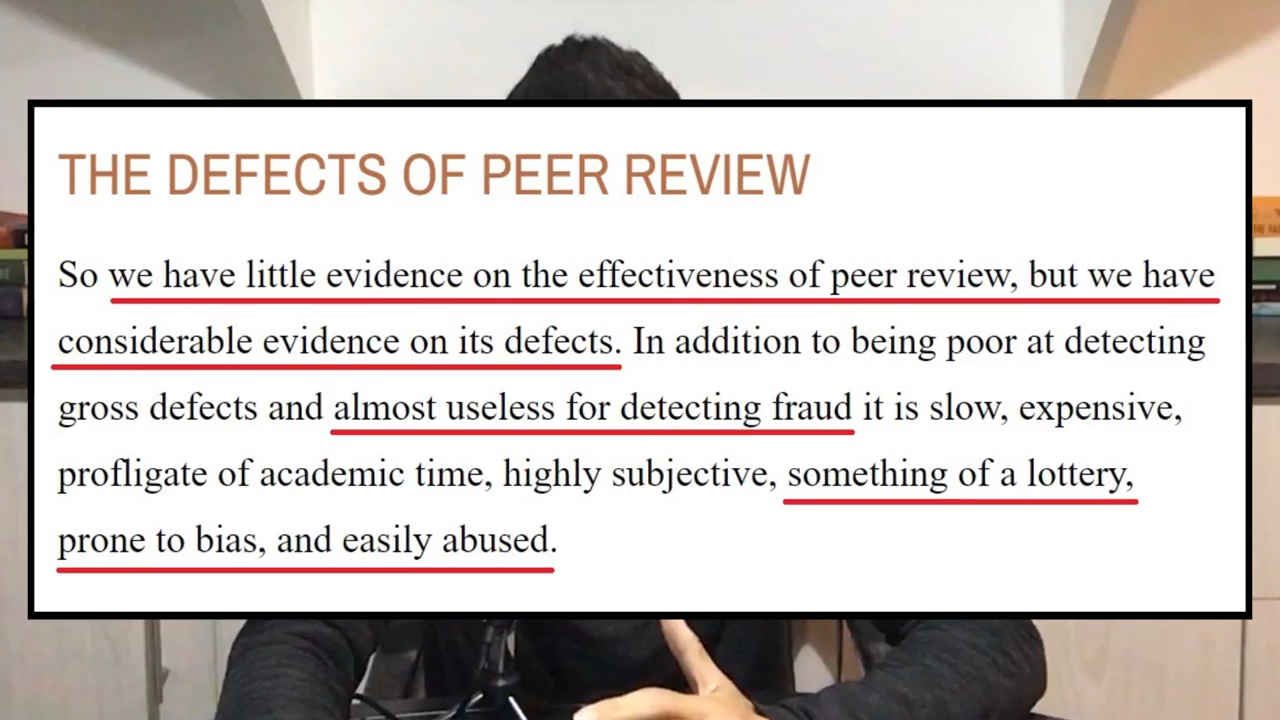 THE DEFECTS OF PEER REVIEW
So we have little evidence on the effectiveness of peer review, but we have
considerable evidence on its defects. In addition to being poor at detecting
gross defects and almost useless for detecting fraud it is slow, expensive,
profligate of academic time, highly subjective, something of a lottery,
prone to bias, and easily abused.